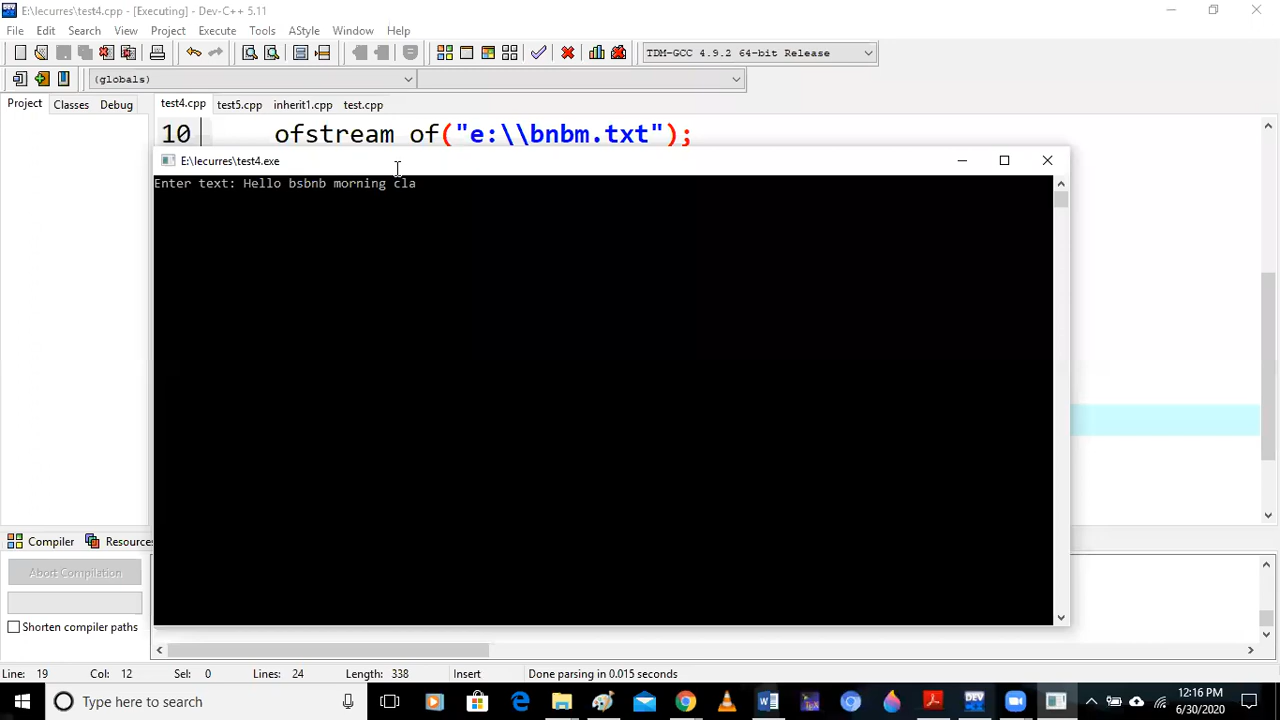 E:\lecurres\test4.cpp - [Executing] - Dev-C++ 5.11
File Edit Search View Project Execute Tools AStyle Window Help
TDM-GCC 4.9.2 64-bit Release
(globals)
Project Classes Debug test4.cpp test5.cpp inherit1.cpp test.cpp
10 ofstream of("e:\\bnbm.txt");
E:\lecurres\test4.exe
Enter text: Hello bsbnb morning cla
Compiler Resources
Abort Compilation
Shorten compiler paths
Line: 19 Col: 12 Sel: 0 Lines: 24 Length: 338 Insert Done parsing in 0.015 seconds
Type here to search
12:16 PM
6/30/2020